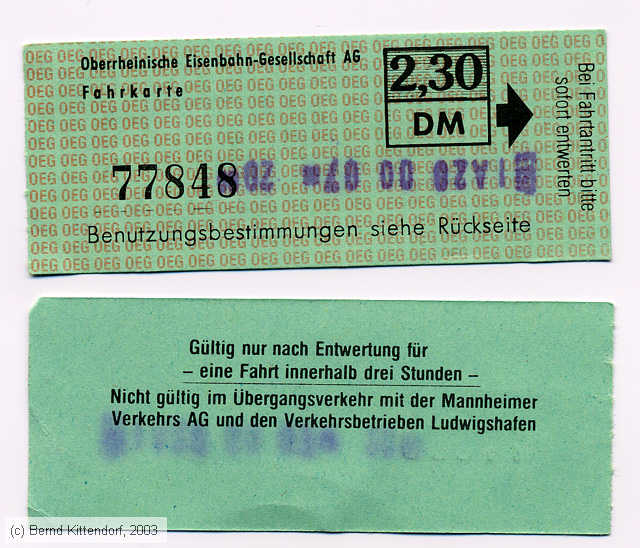 Oberrheinische Eisenbahn-Gesellschaft AG
Fahrkarte
2,30
DM
Bei Fahrtantritt bitte
sofort entwerten
77848
Benutzungsbestimmungen siehe Rückseite
Gültig nur nach Entwertung für
– eine Fahrt innerhalb drei Stunden –
Nicht gültig im Übergangsverkehr mit der Mannheimer
Verkehrs AG und den Verkehrsbetrieben Ludwigshafen
(c) Bernd Kittendorf, 2003